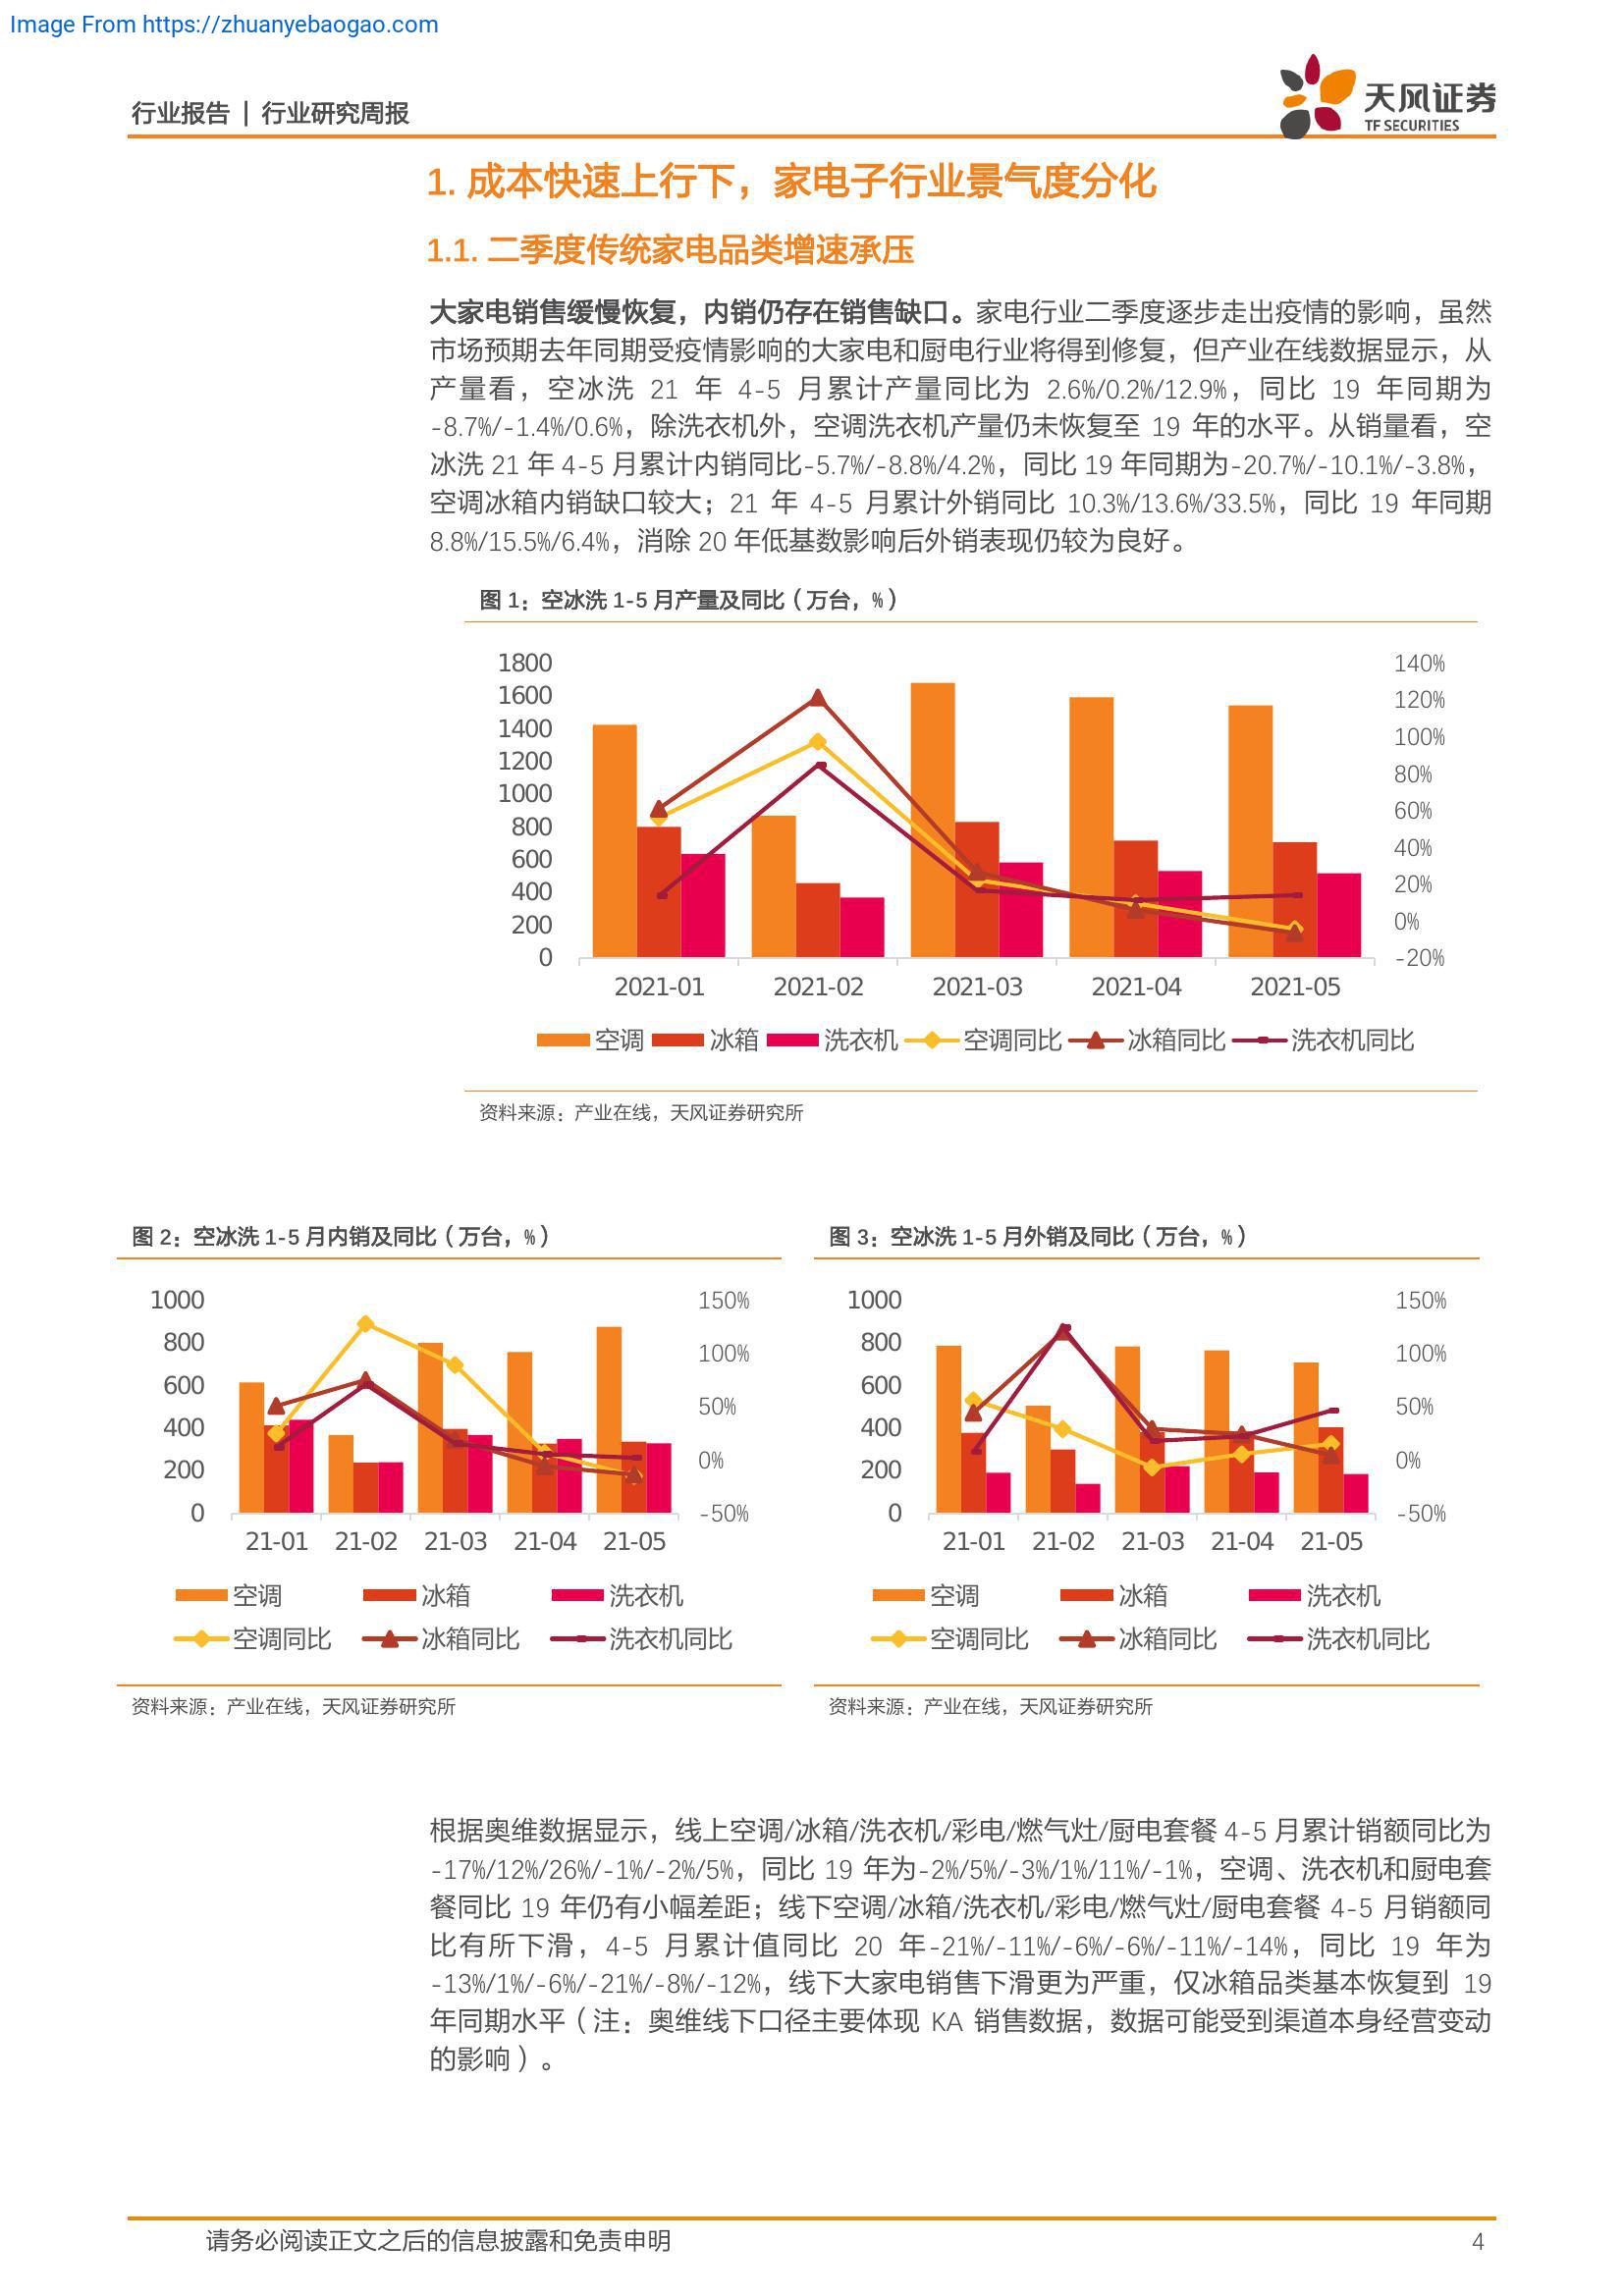 Image From https://zhuanyebaogao.com
行业报告 | 行业研究周报
天风证券
TF SECURITIES
1. 成本快速上行下，家电子行业景气度分化
1.1. 二季度传统家电品类增速承压
大家电销售缓慢恢复，内销仍存在销售缺口。家电行业二季度逐步走出疫情的影响，虽然
市场预期去年同期受疫情影响的大家电和厨电行业将得到修复，但产业在线数据显示，从
产量看，空冰洗 21 年 4-5 月累计产量同比为 2.6%/0.2%/12.9%，同比 19 年同期为
-8.7%/-1.4%/0.6%，除洗衣机外，空调洗衣机产量仍未恢复至 19 年的水平。从销量看，空
冰洗 21 年 4-5 月累计内销同比-5.7%/-8.8%/4.2%，同比 19 年同期为-20.7%/-10.1%/-3.8%，
空调冰箱内销缺口较大；21 年 4-5 月累计外销同比 10.3%/13.6%/33.5%，同比 19 年同期
8.8%/15.5%/6.4%，消除 20 年低基数影响后外销表现仍较为良好。
图 1：空冰洗 1-5 月产量及同比（万台，%）
1800
1600
1400
1200
1000
800
600
400
200
0
140%
120%
100%
80%
60%
40%
20%
0%
-20%
2021-01 2021-02 2021-03 2021-04 2021-05
空调 冰箱 洗衣机 空调同比 冰箱同比 洗衣机同比
资料来源：产业在线，天风证券研究所
图 2：空冰洗 1-5 月内销及同比（万台，%）
1000
800
600
400
200
0
150%
100%
50%
0%
-50%
21-01 21-02 21-03 21-04 21-05
空调 冰箱 洗衣机
空调同比 冰箱同比 洗衣机同比
资料来源：产业在线，天风证券研究所
图 3：空冰洗 1-5 月外销及同比（万台，%）
1000
800
600
400
200
0
150%
100%
50%
0%
-50%
21-01 21-02 21-03 21-04 21-05
空调 冰箱 洗衣机
空调同比 冰箱同比 洗衣机同比
资料来源：产业在线，天风证券研究所
根据奥维数据显示，线上空调/冰箱/洗衣机/彩电/燃气灶/厨电套餐 4-5 月累计销额同比为
-17%/12%/26%/-1%/-2%/5%，同比 19 年为-2%/5%/-3%/1%/11%/-1%，空调、洗衣机和厨电套
餐同比 19 年仍有小幅差距；线下空调/冰箱/洗衣机/彩电/燃气灶/厨电套餐 4-5 月销额同
比有所下滑，4-5 月累计值同比 20 年-21%/-11%/-6%/-6%/-11%/-14%，同比 19 年为
-13%/1%/-6%/-21%/-8%/-12%，线下大家电销售下滑更为严重，仅冰箱品类基本恢复到 19
年同期水平（注：奥维线下口径主要体现 KA 销售数据，数据可能受到渠道本身经营变动
的影响）。
请务必阅读正文之后的信息披露和免责申明
4